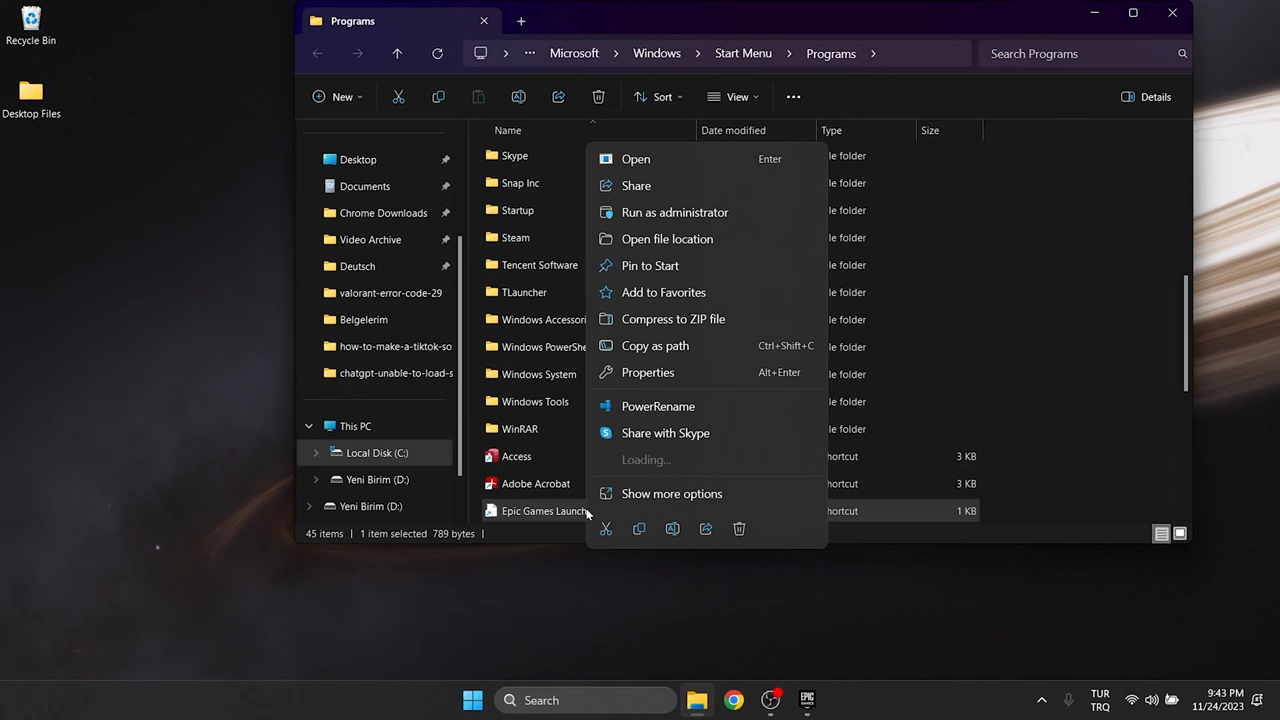 Recycle Bin
Desktop Files
Programs
Microsoft
Windows
Start Menu
Programs
Search Programs
New
Sort
View
Details
Name
Date modified
Type
Size
Desktop
Documents
Chrome Downloads
Video Archive
Deutsch
valorant-error-code-29
Belgelerim
how-to-make-a-tiktok-so
chatgpt-unable-to-load-s
This PC
Local Disk (C:)
Yeni Birim (D:)
Yeni Birim (D:)
Skype
le folder
Snap Inc
le folder
Startup
le folder
Steam
le folder
Tencent Software
le folder
TLauncher
le folder
Windows Accessori
le folder
Windows PowerShe
le folder
Windows System
le folder
Windows Tools
le folder
WinRAR
le folder
Access
ortcut
3 KB
Adobe Acrobat
ortcut
3 KB
Epic Games Launch
ortcut
1 KB
Open
Enter
Share
Run as administrator
Open file location
Pin to Start
Add to Favorites
Compress to ZIP file
Copy as path
Ctrl+Shift+C
Properties
Alt+Enter
PowerRename
Share with Skype
Loading...
Show more options
45 items
1 item selected 789 bytes
Search
EPIC GAMES
TUR
TRQ
9:43 PM
11/24/2023